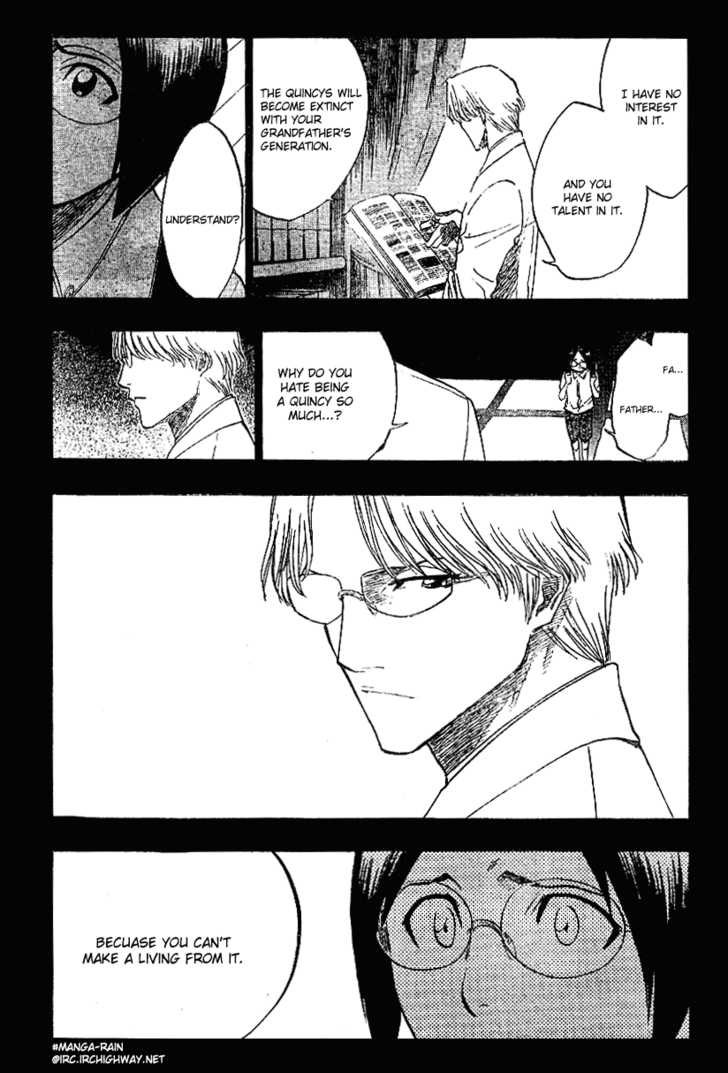 I HAVE NO
INTEREST
IN IT.
AND YOU
HAVE NO
TALENT IN IT.
THE QUINCYS WILL
BECOME EXTINCT
WITH YOUR
GRANDFATHER'S
GENERATION.
UNDERSTAND?
FA...
FATHER...
WHY DO YOU
HATE BEING
A QUINCY SO
MUCH...?
BECUASE YOU CAN'T
MAKE A LIVING FROM IT.
#MANGA-RAIN
@IRC.IRCHIGHWAY.NET